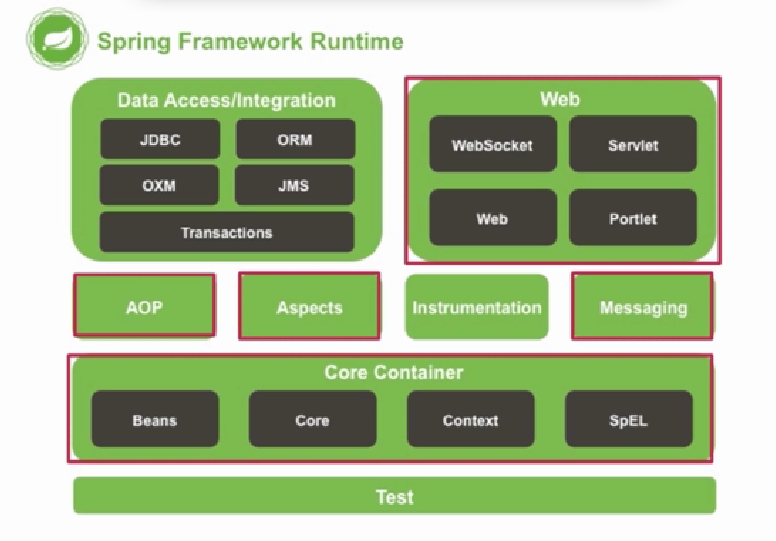 Spring Framework Runtime
Data Access/Integration
JDBC
ORM
OXM
JMS
Transactions
Web
WebSocket
Servlet
Web
Portlet
AOP
Aspects
Instrumentation
Messaging
Core Container
Beans
Core
Context
SpEL
Test